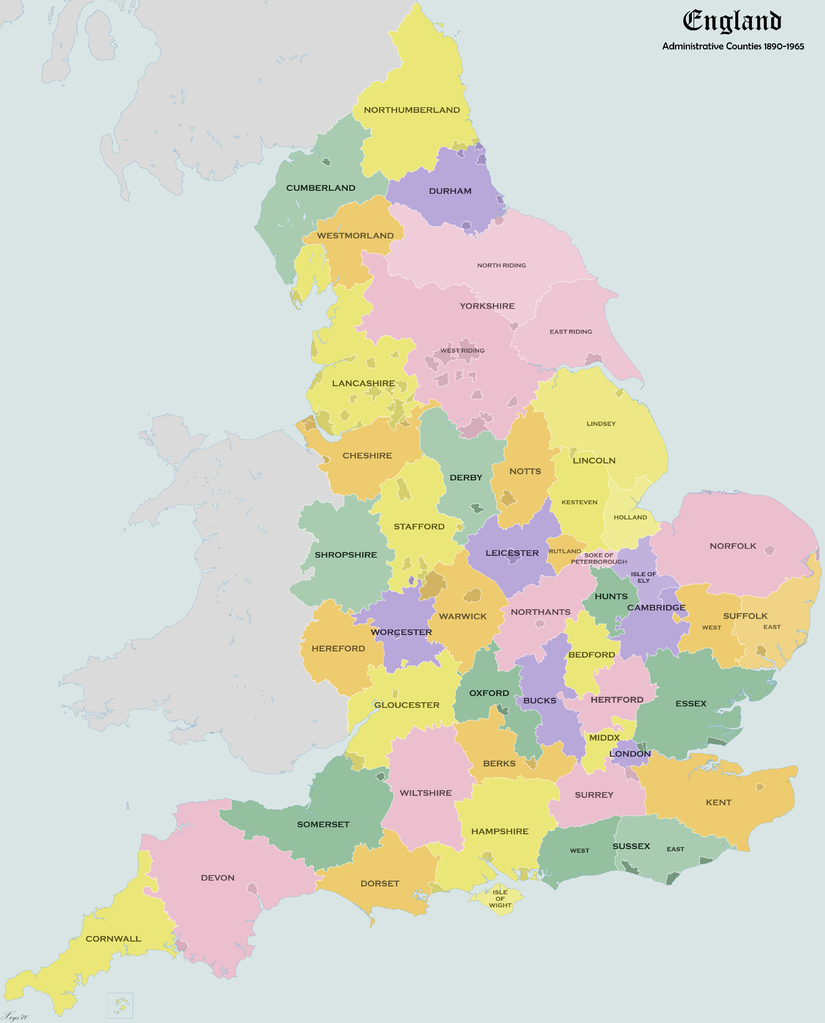 England
Administrative Counties 1890-1965
NORTHUMBERLAND
CUMBERLAND
DURHAM
WESTMORLAND
NORTH RIDING
YORKSHIRE
EAST RIDING
WEST RIDING
LANCASHIRE
LINDSEY
CHESHIRE
LINCOLN
NOTTS
DERBY
KESTEVEN
HOLLAND
STAFFORD
NORFOLK
SHROPSHIRE
LEICESTER
RUTLAND
SOKE OF
PETERBOROUGH
ISLE OF
ELY
HUNTS
CAMBRIDGE
NORTHANTS
WARWICK
SUFFOLK
WEST
EAST
WORCESTER
HEREFORD
BEDFORD
OXFORD
BUCKS
HERTFORD
ESSEX
GLOUCESTER
MIDDX
LONDON
BERKS
WILTSHIRE
SURREY
KENT
SOMERSET
HAMPSHIRE
WEST
SUSSEX
EAST
DEVON
DORSET
ISLE
OF
WIGHT
CORNWALL